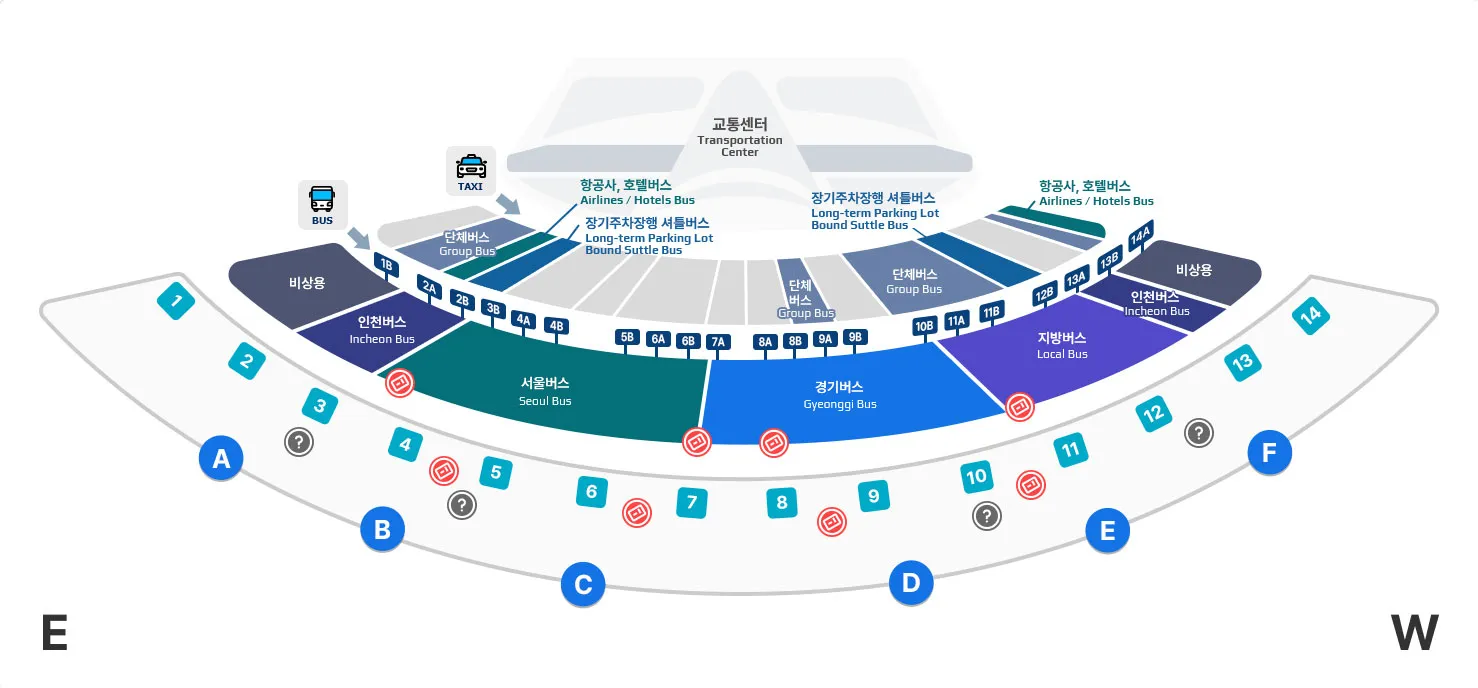 교통센터
Transportation
Center
TAXI
BUS
항공사, 호텔버스
Airlines / Hotels Bus
장기주차장행 셔틀버스
Long-term Parking Lot
Bound Suttle Bus
장기주차장행 셔틀버스
Long-term Parking Lot
Bound Suttle Bus
항공사, 호텔버스
Airlines / Hotels Bus
단체버스
Group Bus
단체
버스
Group Bus
단체버스
Group Bus
비상용
비상용
1B
2A
2B
3B
4A
4B
5B
6A
6B
7A
8A
8B
9A
9B
10B
11A
11B
12B
13A
13B
14A
인천버스
Incheon Bus
서울버스
Seoul Bus
경기버스
Gyeonggi Bus
지방버스
Local Bus
인천버스
Incheon Bus
1
2
3
4
5
6
7
8
9
10
11
12
13
14
?
?
?
?
A
B
C
D
E
F
E
W